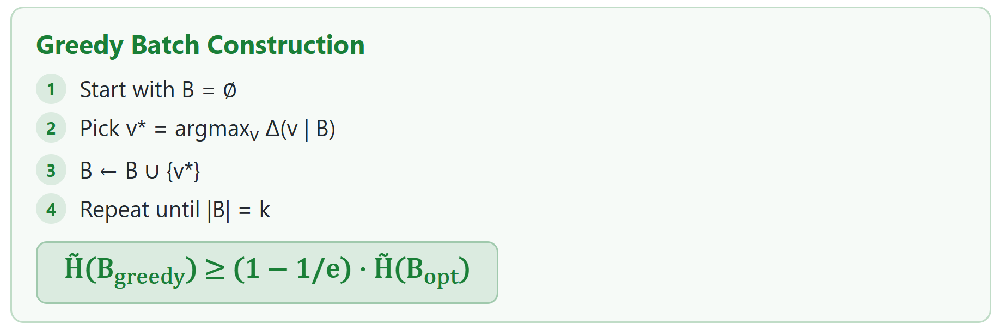 Greedy Batch Construction
1 Start with B = ∅
2 Pick v* = argmaxᵥ Δ(v | B)
3 B ← B ∪ {v*}
4 Repeat until |B| = k
H̃(B_greedy) ≥ (1 − 1/e) · H̃(B_opt)